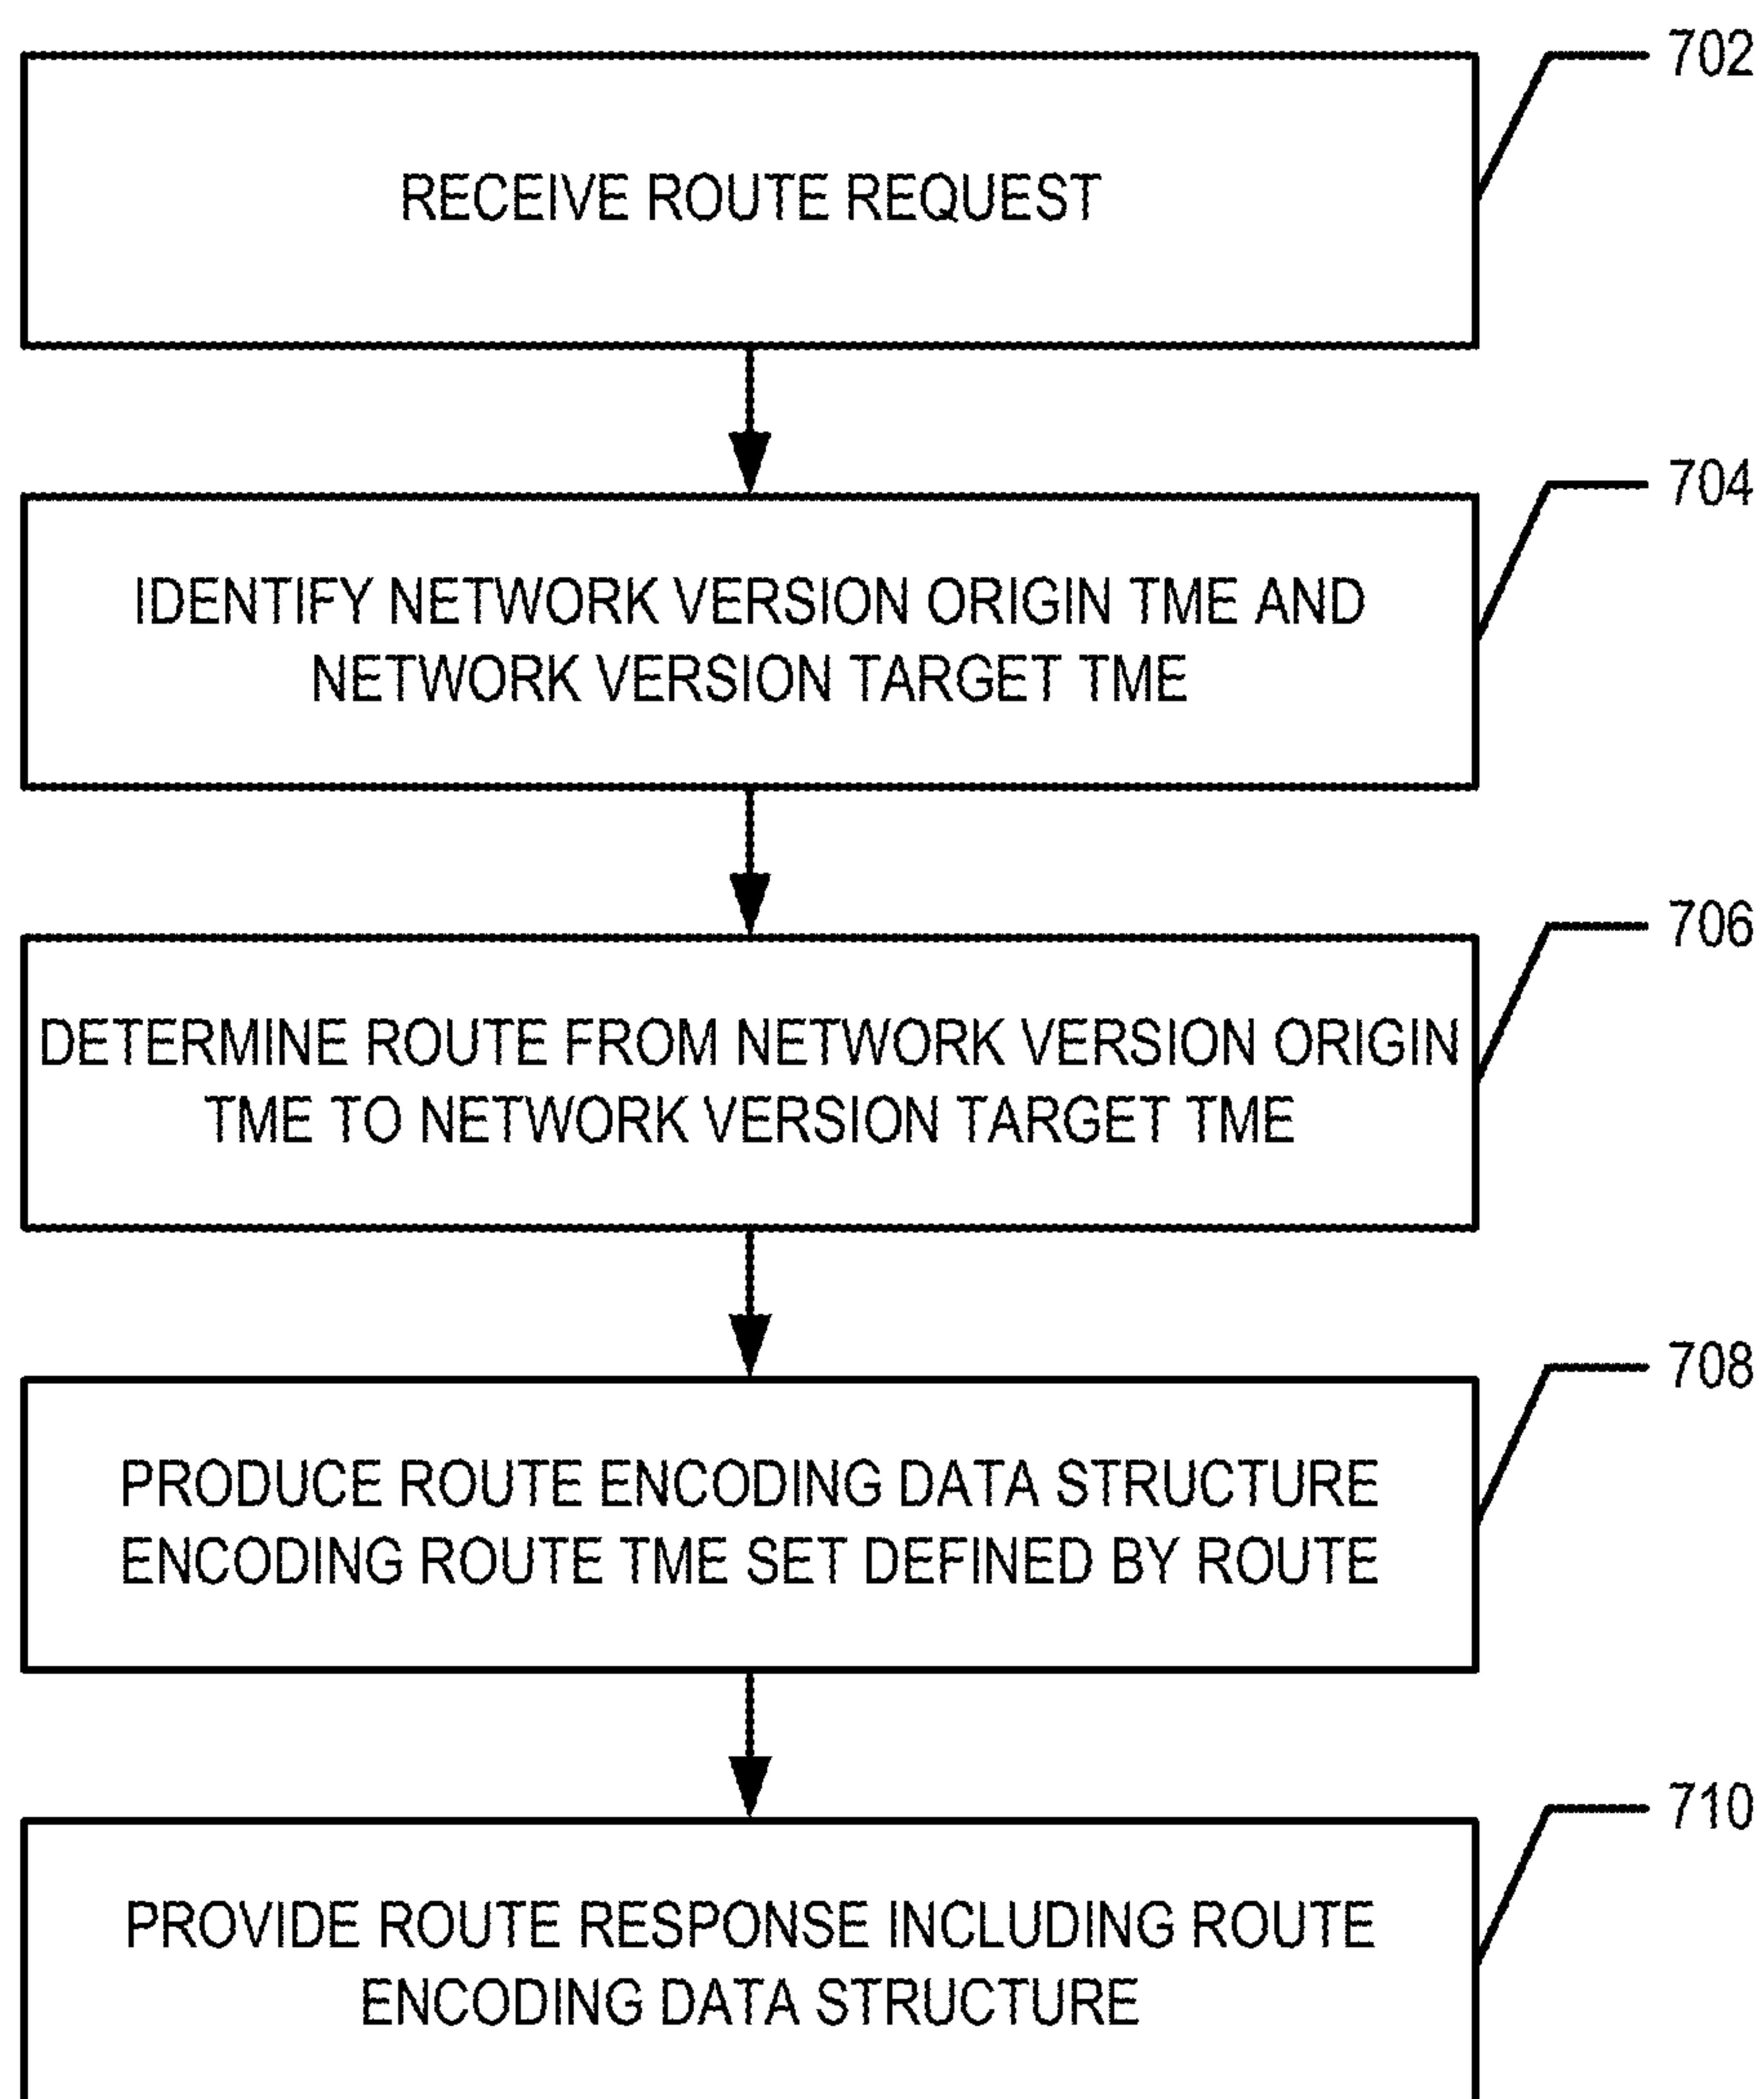 702
RECEIVE ROUTE REQUEST
704
IDENTIFY NETWORK VERSION ORIGIN TME AND
NETWORK VERSION TARGET TME
706
DETERMINE ROUTE FROM NETWORK VERSION ORIGIN
TME TO NETWORK VERSION TARGET TME
708
PRODUCE ROUTE ENCODING DATA STRUCTURE
ENCODING ROUTE TME SET DEFINED BY ROUTE
710
PROVIDE ROUTE RESPONSE INCLUDING ROUTE
ENCODING DATA STRUCTURE